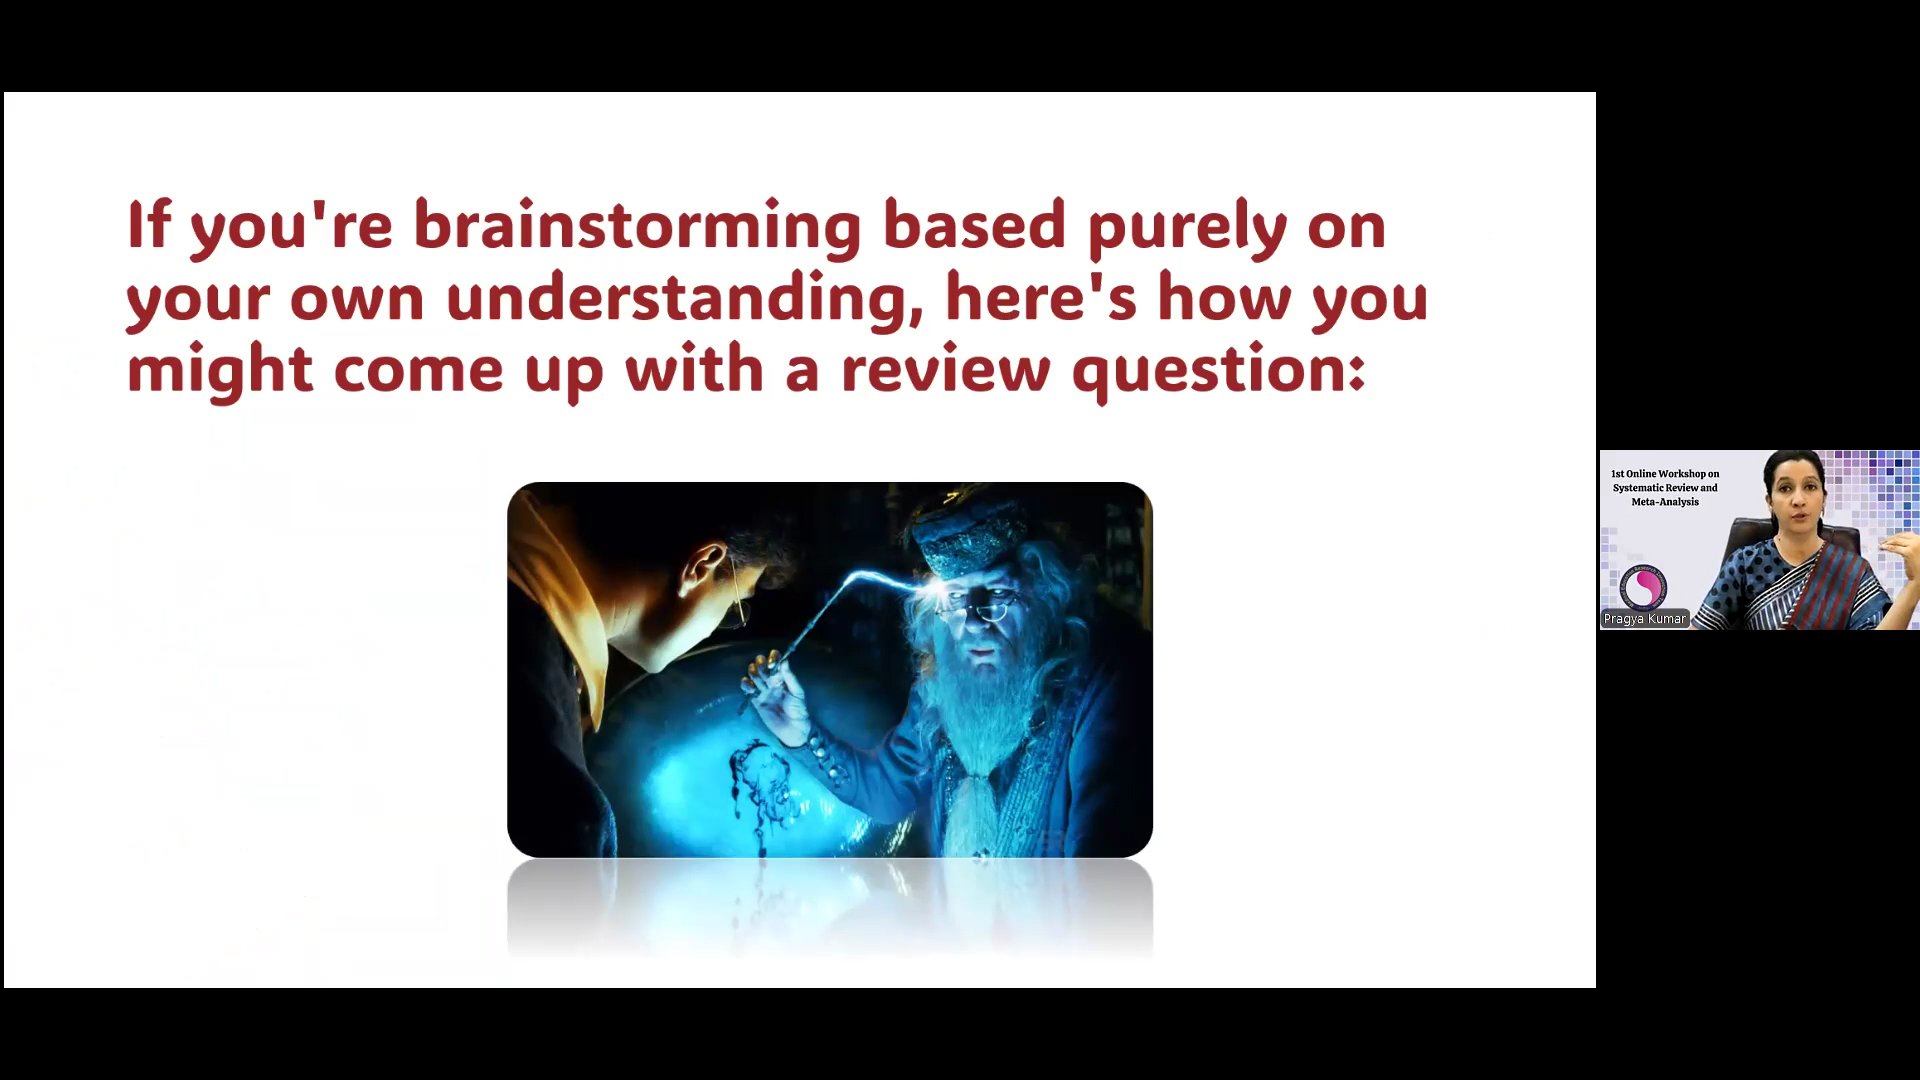 If you're brainstorming based purely on
your own understanding, here's how you
might come up with a review question:
1st Online Workshop on
Systematic Review and
Meta-Analysis
Pragya Kumar